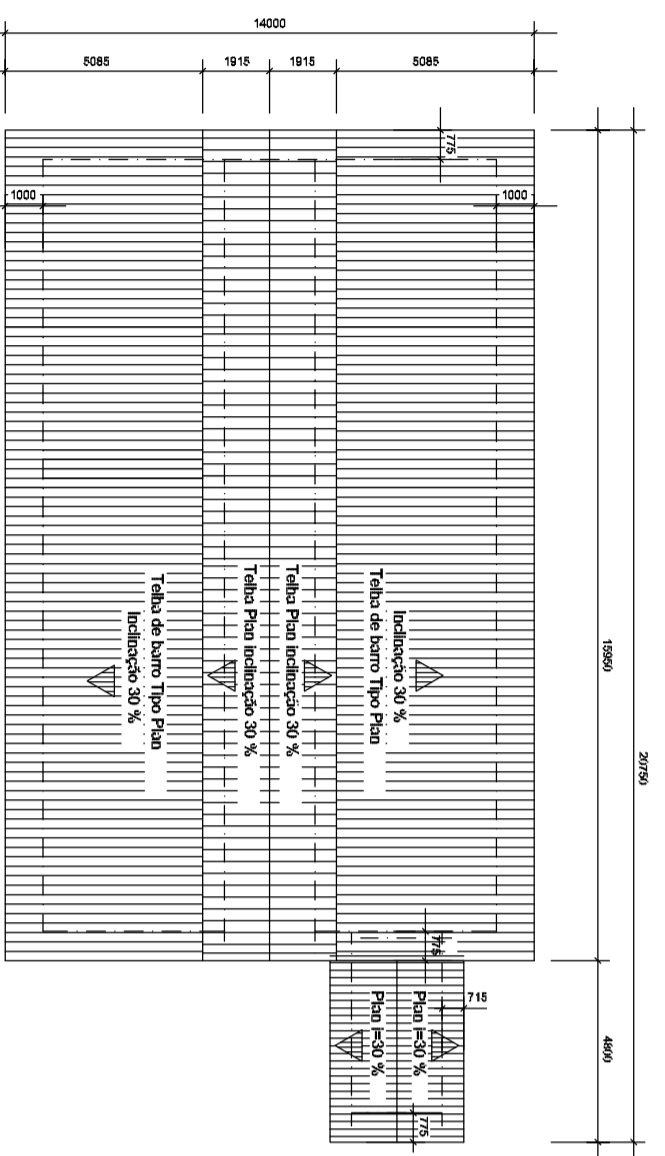 14000
5085
1915
1915
5085
775
1000
1000
15950
20750
Telha de barro Tipo Plan
Inclinação 30 %
Telha Plan inclinação 30 %
Telha Plan inclinação 30 %
Inclinação 30 %
Telha de barro Tipo Plan
775
715
4800
Plan i=30 %
Plan i=30 %
775